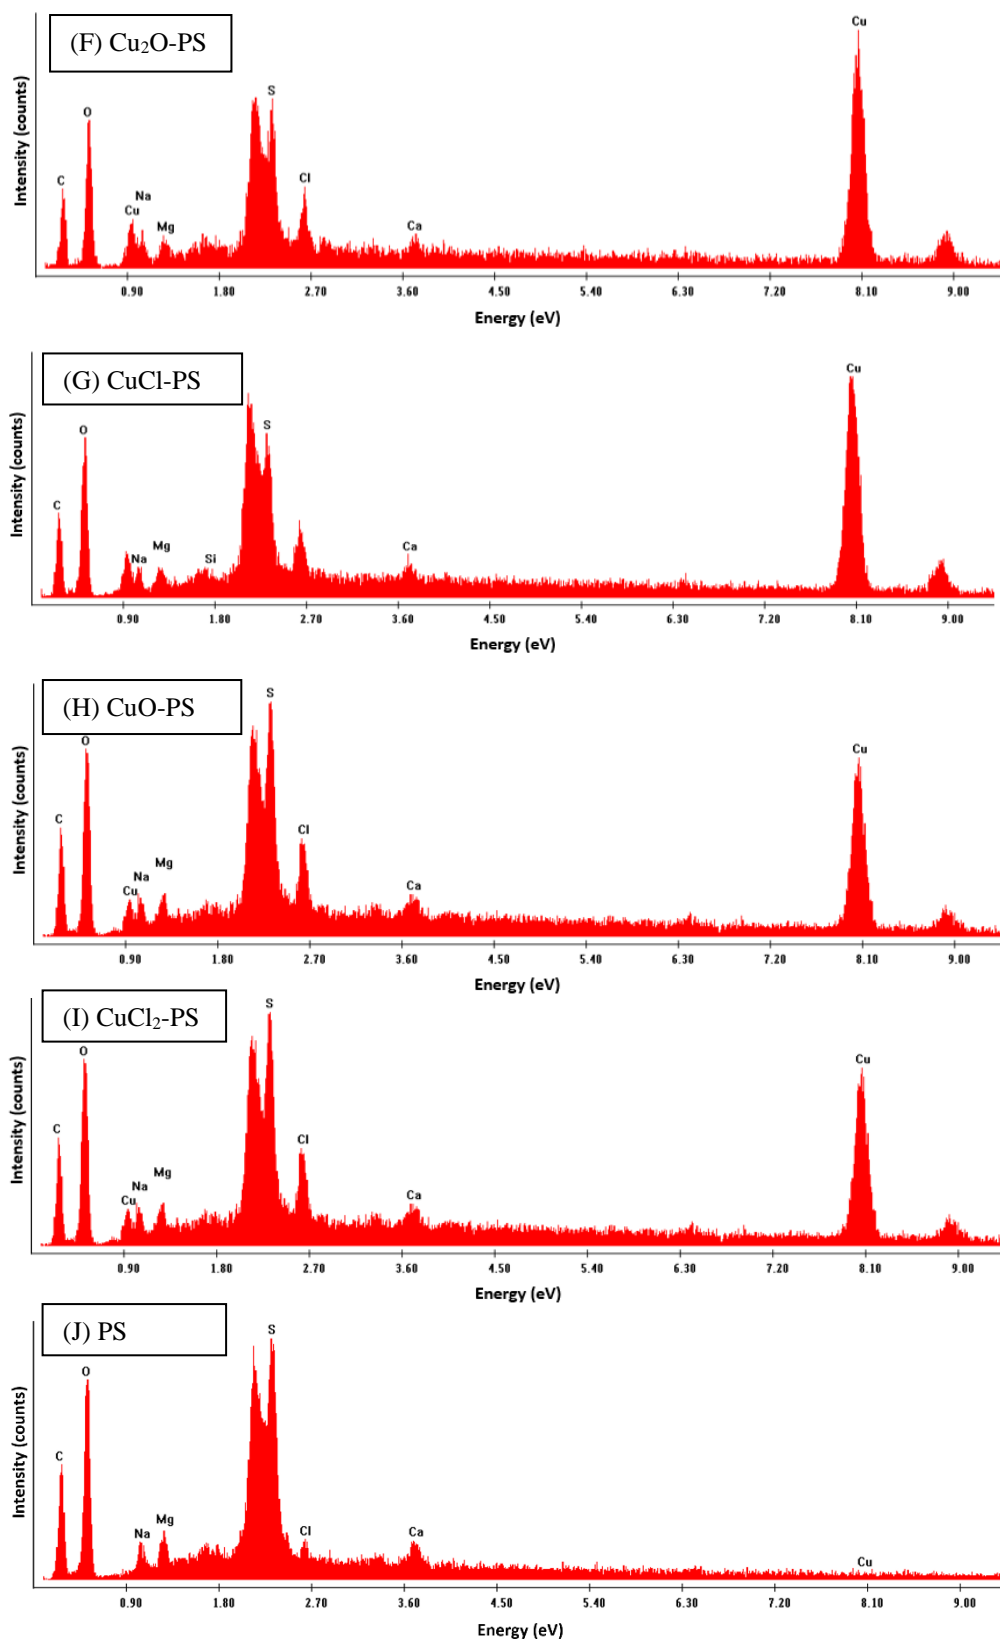 (F) Cu₂O-PS
Intensity (counts)
C
O
Cu
Na
Mg
S
Cl
Ca
Cu
0.90 1.80 2.70 3.60 4.50 5.40 6.30 7.20 8.10 9.00
Energy (eV)
(G) CuCl-PS
Intensity (counts)
C
O
Na
Mg
Si
S
Ca
Cu
0.90 1.80 2.70 3.60 4.50 5.40 6.30 7.20 8.10 9.00
Energy (eV)
(H) CuO-PS
Intensity (counts)
C
O
Cu
Na
Mg
S
Cl
Ca
Cu
0.90 1.80 2.70 3.60 4.50 5.40 6.30 7.20 8.10 9.00
Energy (eV)
(I) CuCl₂-PS
Intensity (counts)
C
O
Cu
Na
Mg
S
Cl
Ca
Cu
0.90 1.80 2.70 3.60 4.50 5.40 6.30 7.20 8.10 9.00
Energy (eV)
(J) PS
Intensity (counts)
C
O
Na
Mg
S
Cl
Ca
Cu
0.90 1.80 2.70 3.60 4.50 5.40 6.30 7.20 8.10 9.00
Energy (eV)